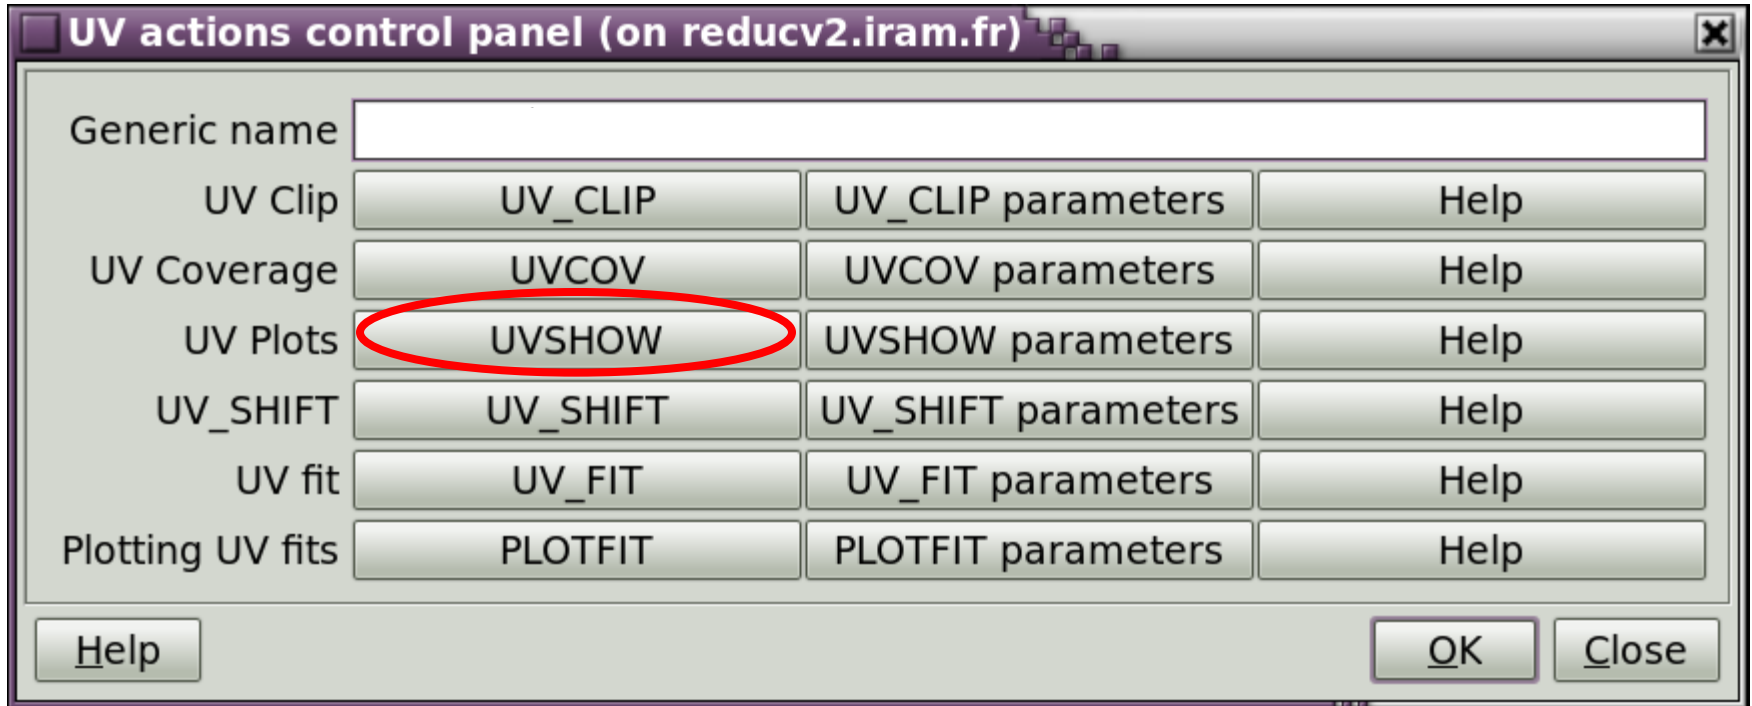 UV actions control panel (on reducv2.iram.fr)
Generic name
UV Clip UV_CLIP UV_CLIP parameters Help
UV Coverage UVCOV UVCOV parameters Help
UV Plots UVSHOW UVSHOW parameters Help
UV_SHIFT UV_SHIFT UV_SHIFT parameters Help
UV fit UV_FIT UV_FIT parameters Help
Plotting UV fits PLOTFIT PLOTFIT parameters Help
Help OK Close